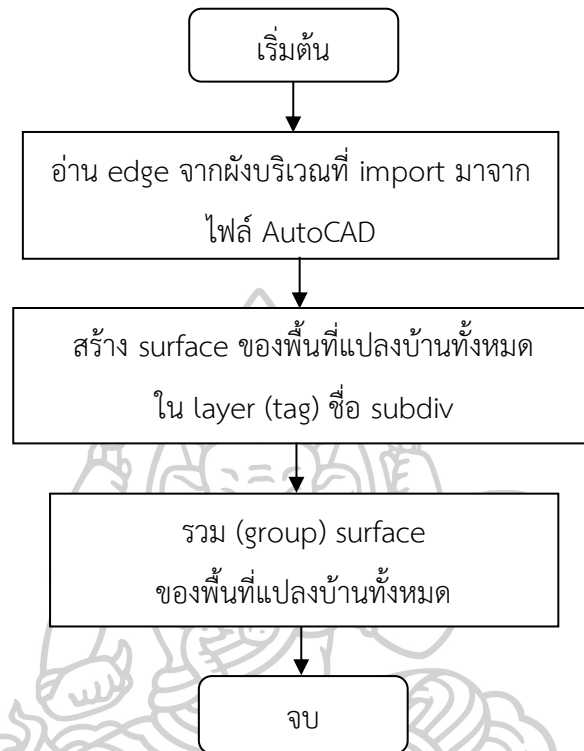 เริ่มต้น
อ่าน edge จากผังบริเวณที่ import มาจาก
ไฟล์ AutoCAD
สร้าง surface ของพื้นที่แปลงบ้านทั้งหมด
ใน layer (tag) ชื่อ subdiv
รวม (group) surface
ของพื้นที่แปลงบ้านทั้งหมด
จบ